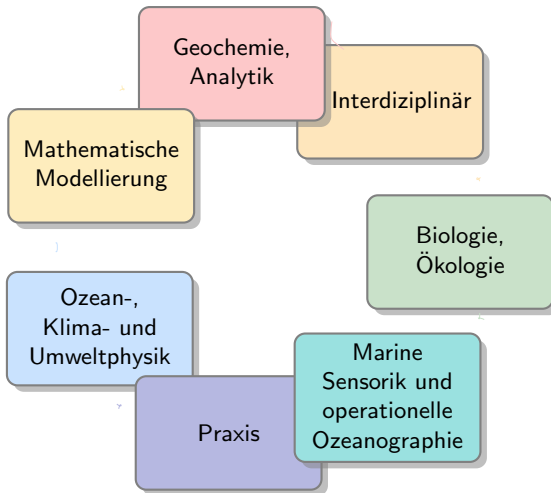 Geochemie,
Analytik
Interdiziplinär
Mathematische
Modellierung
Biologie,
Ökologie
Ozean-,
Klima- und
Umweltphysik
Marine
Sensorik und
operationelle
Ozeanographie
Praxis